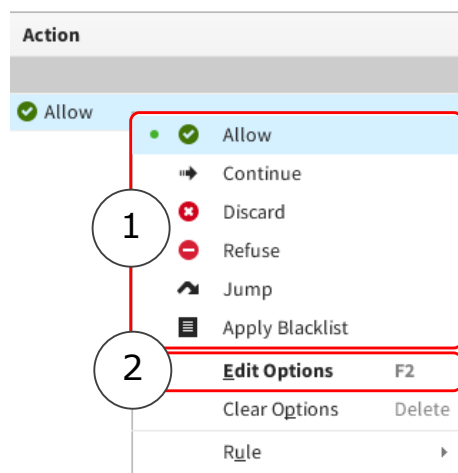 Action
Allow
Allow
Continue
1
Discard
Refuse
Jump
Apply Blacklist
2
Edit Options F2
Clear Options Delete
Rule